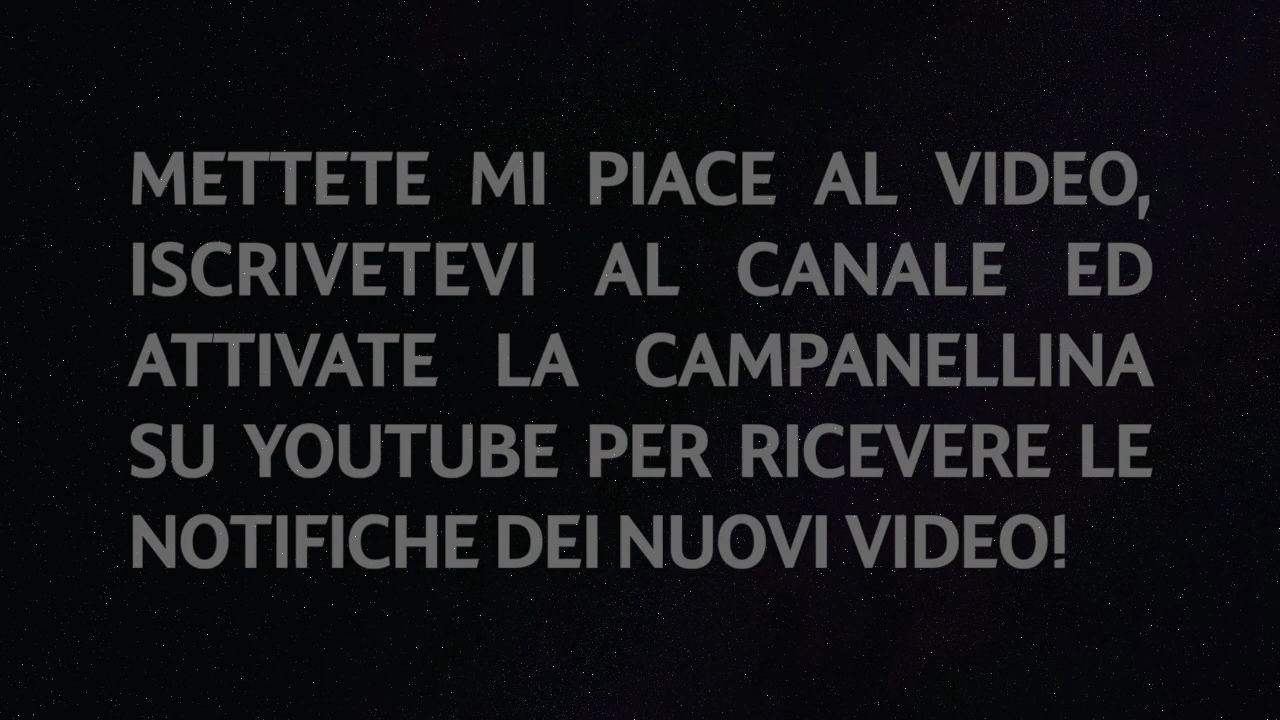 METTETE MI PIACE AL VIDEO,
ISCRIVETEVI AL CANALE ED
ATTIVATE LA CAMPANELLINA
SU YOUTUBE PER RICEVERE LE
NOTIFICHE DEI NUOVI VIDEO!